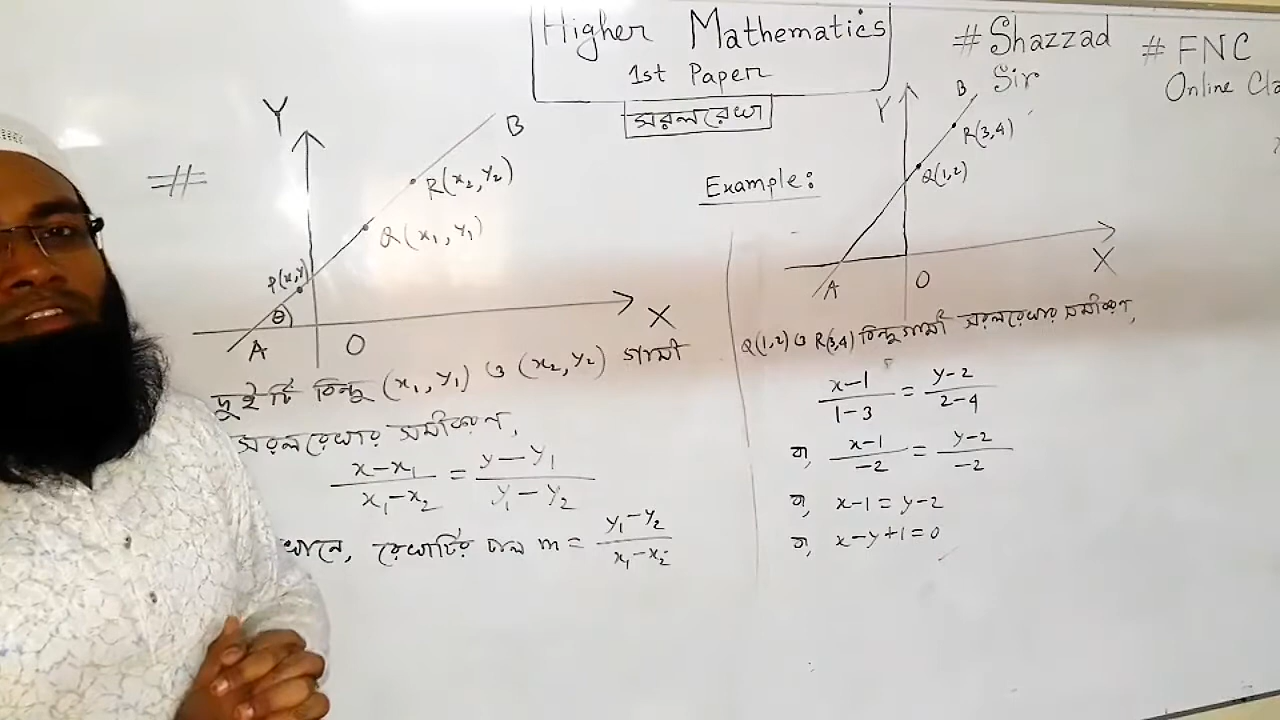 Higher Mathematics
1st Paper
সরলরেখা
# Shazzad
Sir
# FNC
Online Cla
#
Y
B
R(x₂, y₂)
Q(x₁, y₁)
P(x,y)
θ
A
O
X
দুইটি বিন্দু (x₁, y₁) ও (x₂, y₂) গামী
সরলরেখার সমীকরণ,
x-x₁/x₁-x₂ = y-y₁/y₁-y₂
খানে, রেখাটির ঢাল m = y₁-y₂/x₁-x₂
Example:
Y
B
R(3,4)
Q(1,2)
A
O
X
Q(1,2) ও R(3,4) বিন্দুগামী সরলরেখার সমীকরণ,
x-1/1-3 = y-2/2-4
বা, x-1/-2 = y-2/-2
বা, x-1 = y-2
বা, x-y+1=0